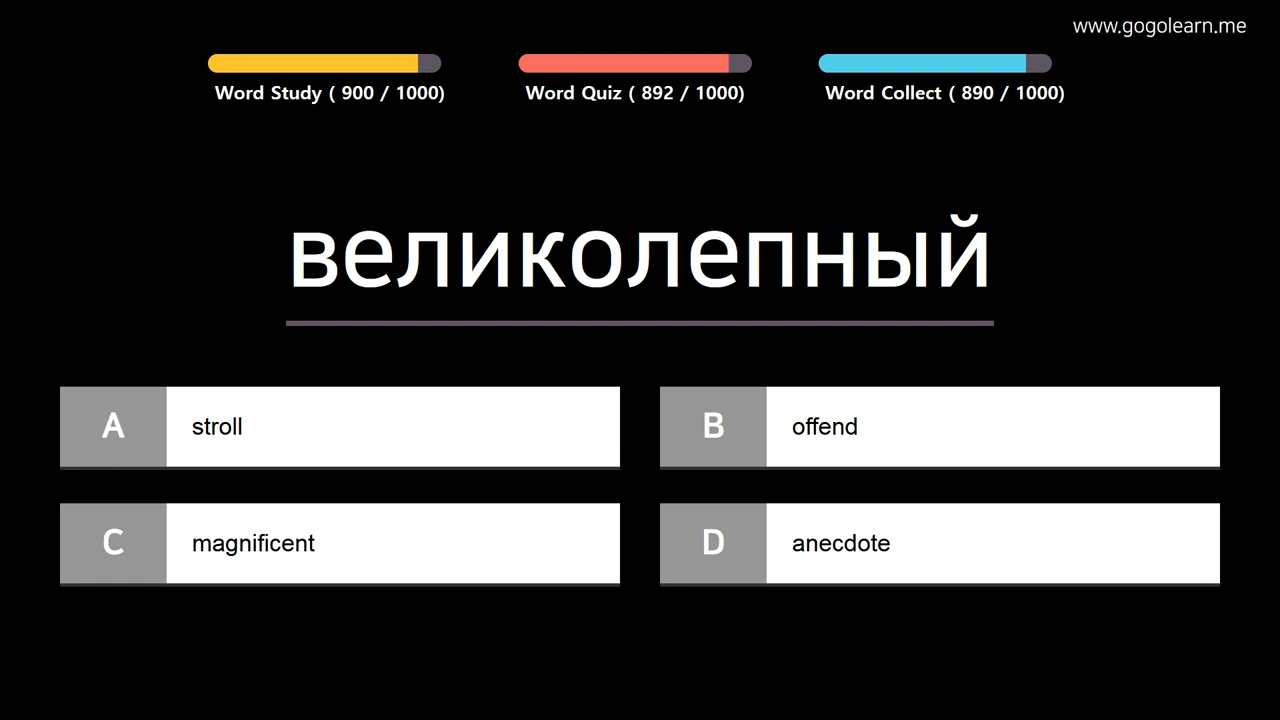 www.gogolearn.me
Word Study ( 900 / 1000)
Word Quiz ( 892 / 1000)
Word Collect ( 890 / 1000)
великолепный
A stroll
B offend
C magnificent
D anecdote